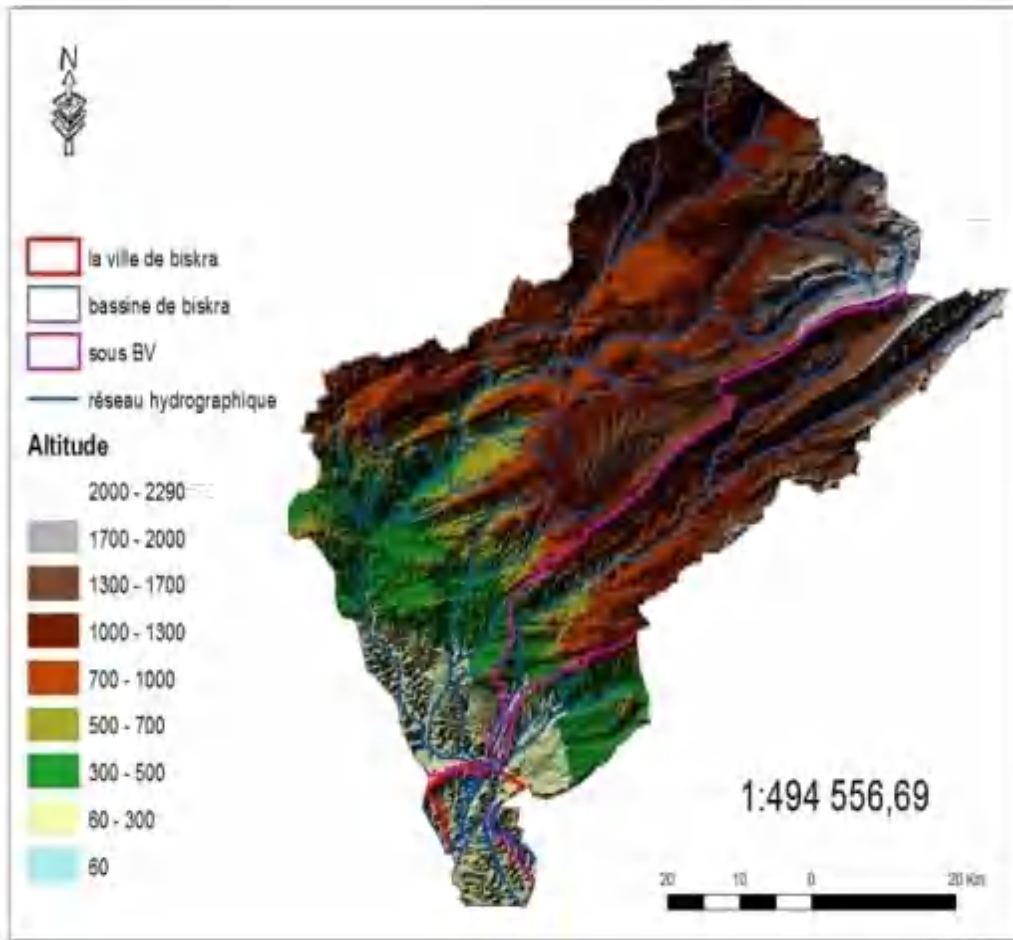 N
la ville de biskra
bassine de biskra
sous BV
réseau hydrographique
Altitude
2000 - 2290
1700 - 2000
1300 - 1700
1000 - 1300
700 - 1000
500 - 700
300 - 500
60 - 300
60
1:494 556,69
20 10 0 20 Km